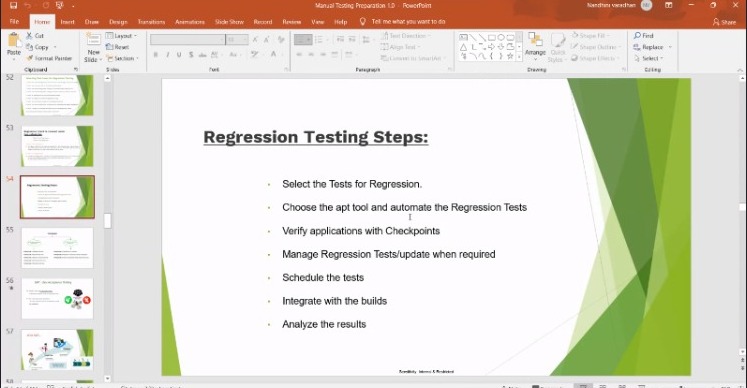 Manual Testing Preparation 1.0 - PowerPoint
Nandhini varadhan
File Home Insert Draw Design Transitions Animations Slide Show Record Review View Help Tell me what you want to do
Share
Paste
Cut
Copy
Format Painter
Clipboard
New Slide
Layout
Reset
Section
Slides
Font
Paragraph
Text Direction
Align Text
Convert to SmartArt
Arrange
Quick Styles
Shape Fill
Shape Outline
Shape Effects
Drawing
Find
Replace
Select
Editing
52
53
54
55
56
57
Regression Testing Steps:
Select the Tests for Regression.
Choose the apt tool and automate the Regression Tests
Verify applications with Checkpoints
Manage Regression Tests/update when required
Schedule the tests
Integrate with the builds
Analyze the results
Sensitivity: Internal & Restricted